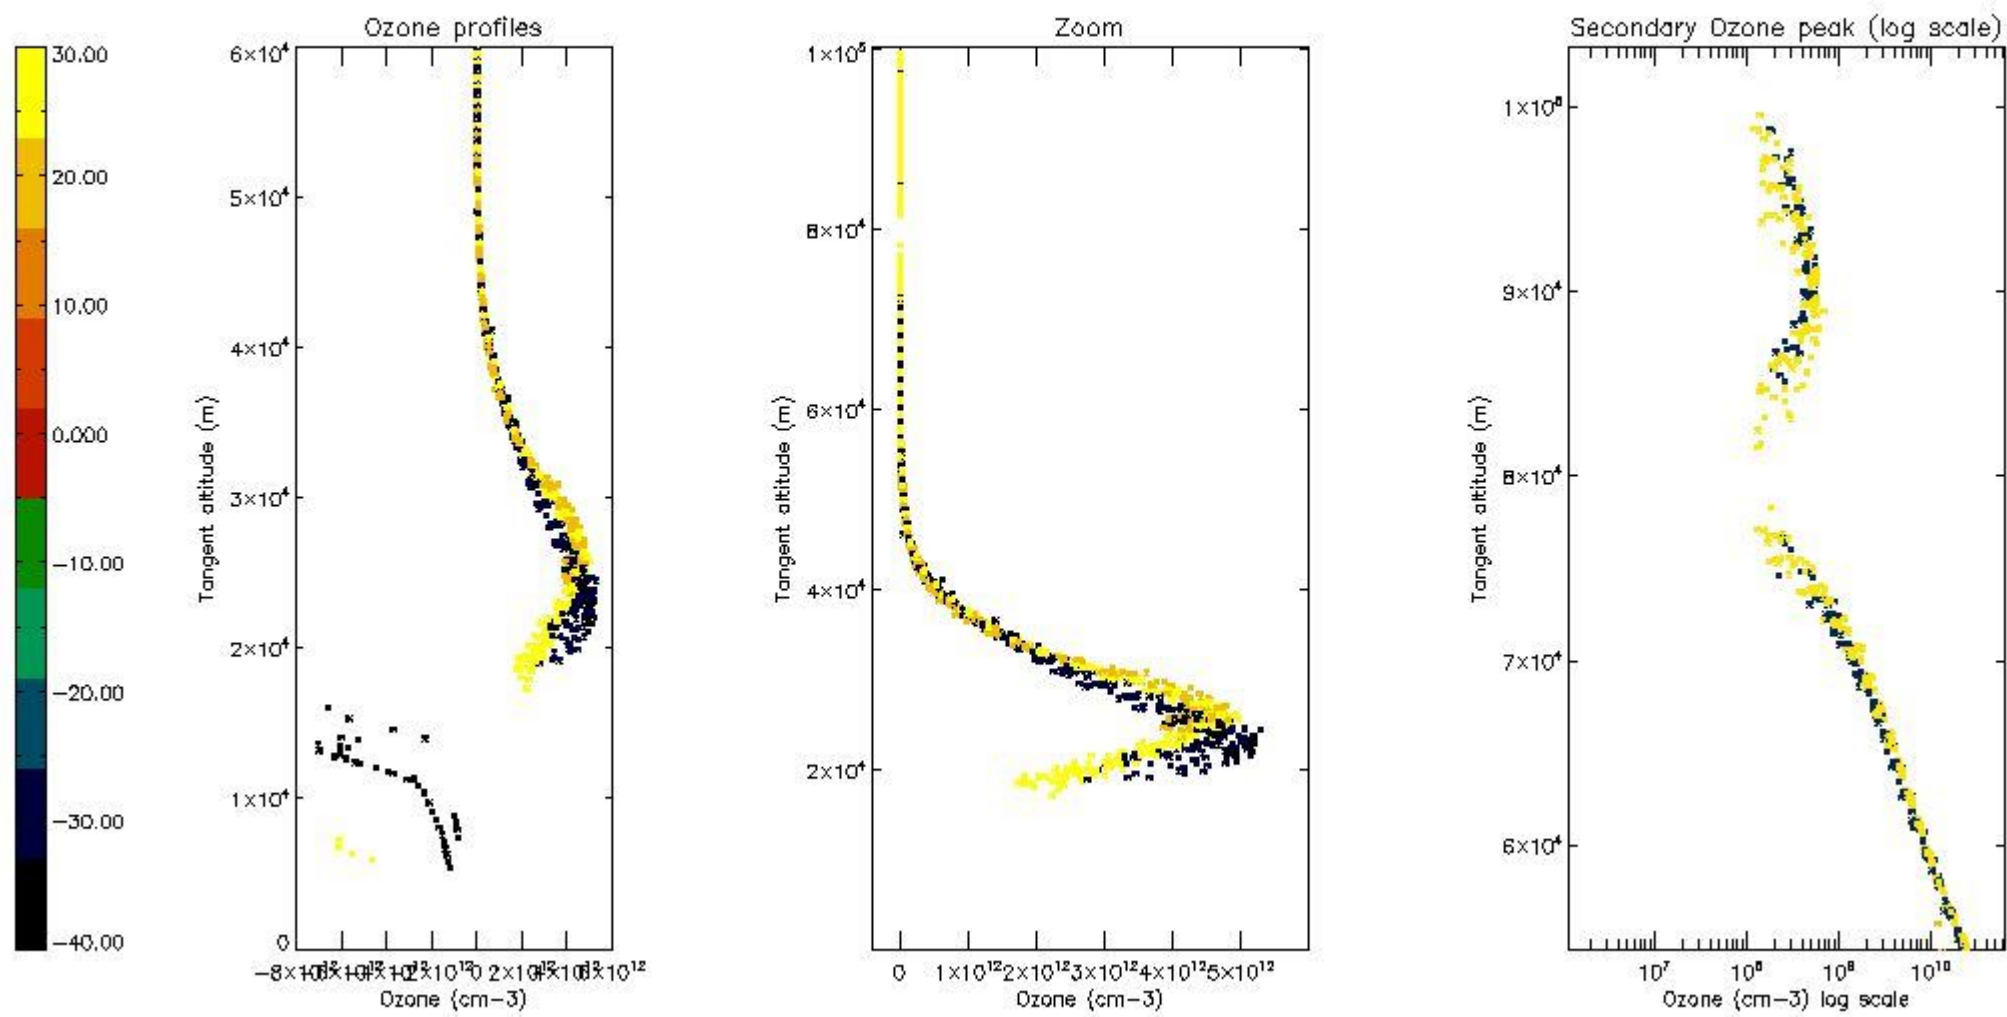 Ozone profiles
Zoom
Secondary Ozone peak (log scale)
30.00
20.00
10.00
0.000
−10.00
−20.00
−30.00
−40.00
6×10⁴
5×10⁴
4×10⁴
3×10⁴
2×10⁴
1×10⁴
0
Tangent altitude (m)
0
6×10¹²
Ozone (cm−3)
1×10⁵
8×10⁴
6×10⁴
4×10⁴
2×10⁴
Tangent altitude (m)
0 1×10¹² 2×10¹² 3×10¹² 4×10¹² 5×10¹²
Ozone (cm−3)
9×10⁴
8×10⁴
7×10⁴
6×10⁴
Tangent altitude (m)
10⁷ 10⁸ 10⁹ 10¹⁰
Ozone (cm−3) log scale